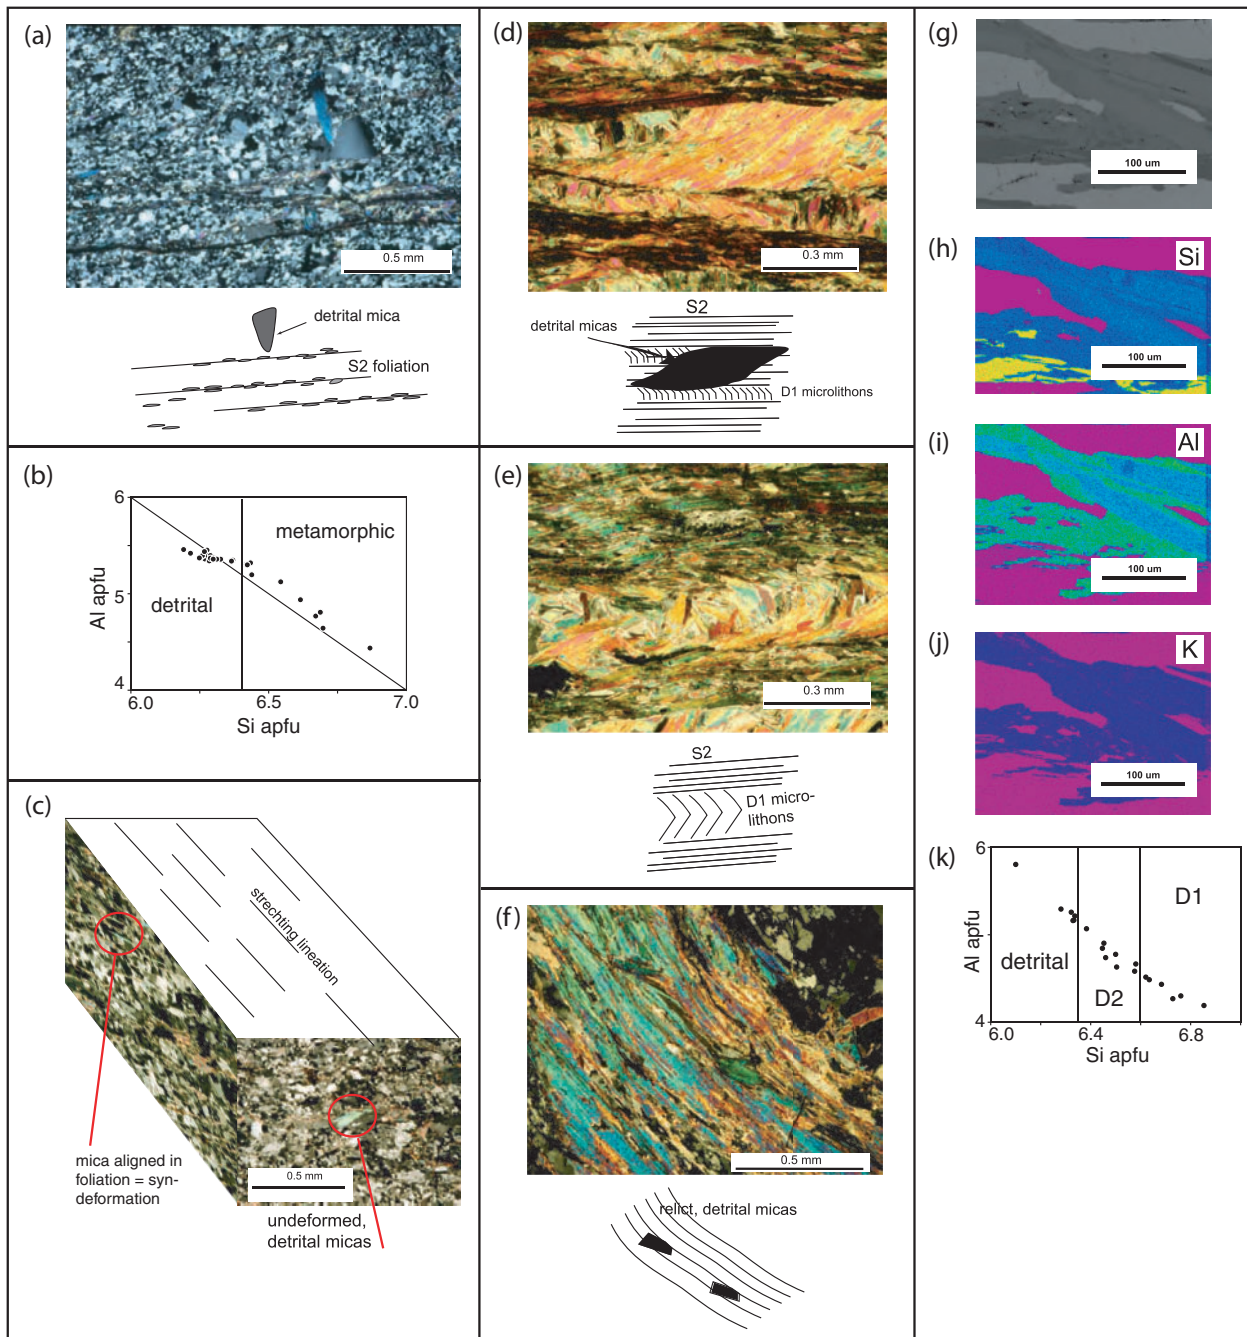 (a)
0.5 mm
detrital mica
S2 foliation
(b)
6
metamorphic
Al apfu
5
detrital
4
6.0
6.5
7.0
Si apfu
(c)
strechting lineation
0.5 mm
mica aligned in
foliation = syn-
deformation
undeformed,
detrital micas
(d)
0.3 mm
S2
detrital micas
D1 microlithons
(e)
0.3 mm
S2
D1 micro-
lithons
(f)
0.5 mm
relict, detrital micas
(g)
100 um
(h)
Si
100 um
(i)
Al
100 um
(j)
K
100 um
(k)
6
D1
Al apfu
detrital
D2
4
6.0
6.4
6.8
Si apfu